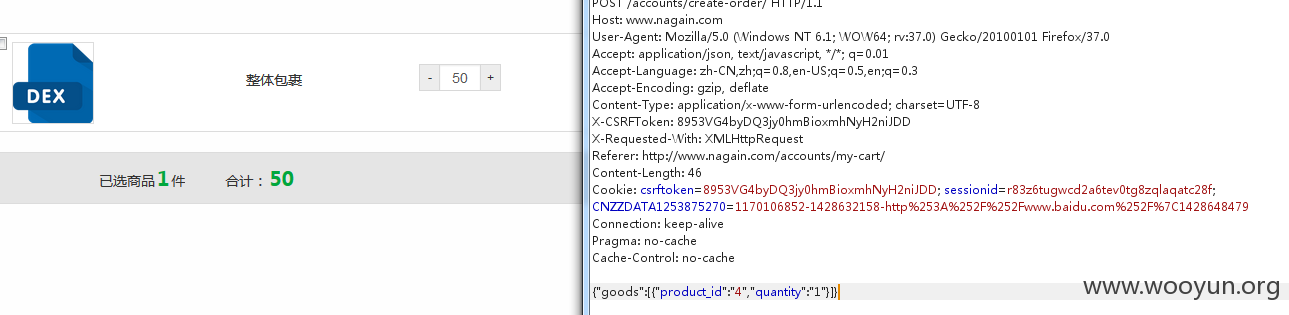 DEX
整体包裹
- 50 +
已选商品1件 合计：50
POST /accounts/create-order/ HTTP/1.1
Host: www.nagain.com
User-Agent: Mozilla/5.0 (Windows NT 6.1; WOW64; rv:37.0) Gecko/20100101 Firefox/37.0
Accept: application/json, text/javascript, */*; q=0.01
Accept-Language: zh-CN,zh;q=0.8,en-US;q=0.5,en;q=0.3
Accept-Encoding: gzip, deflate
Content-Type: application/x-www-form-urlencoded; charset=UTF-8
X-CSRFToken: 8953VG4byDQ3jy0hmBioxmhNyH2niJDD
X-Requested-With: XMLHttpRequest
Referer: http://www.nagain.com/accounts/my-cart/
Content-Length: 46
Cookie: csrftoken=8953VG4byDQ3jy0hmBioxmhNyH2niJDD; sessionid=r83z6tugwcd2a6tev0tg8zqlaqatc28f;
CNZZDATA1253875270=1170106852-1428632158-http%253A%252F%252Fwww.baidu.com%252F%7C1428648479
Connection: keep-alive
Pragma: no-cache
Cache-Control: no-cache
{"goods":[{"product_id":"4","quantity":"1"}]}
www.wooyun.org